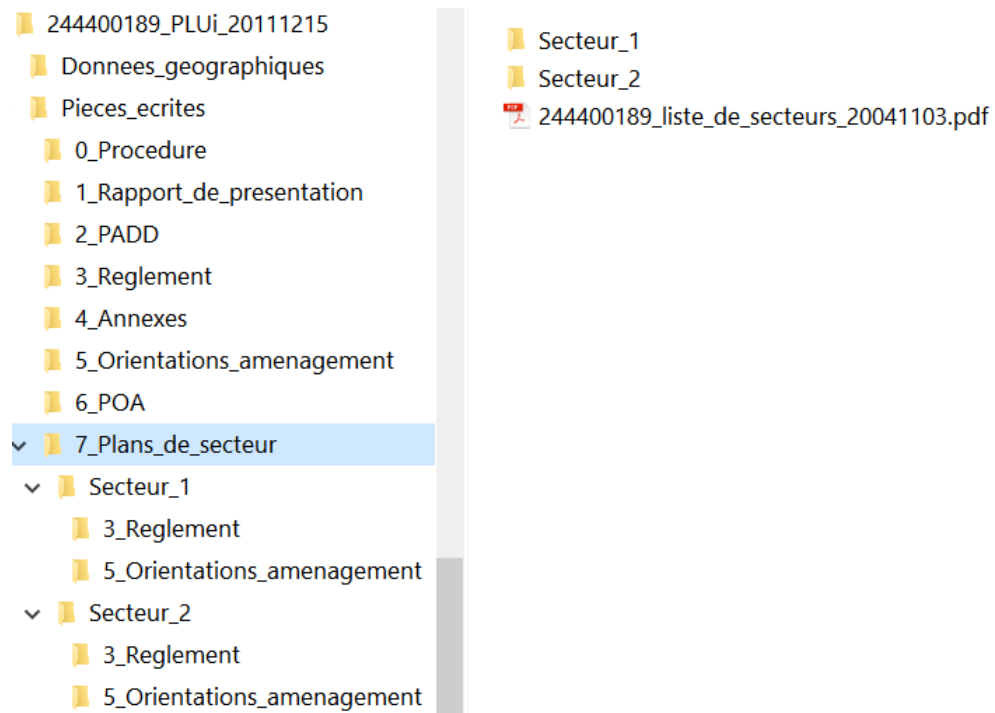 244400189_PLUi_20111215
Donnees_geographiques
Pieces_ecrites
0_Procedure
1_Rapport_de_presentation
2_PADD
3_Reglement
4_Annexes
5_Orientations_amenagement
6_POA
7_Plans_de_secteur
Secteur_1
3_Reglement
5_Orientations_amenagement
Secteur_2
3_Reglement
5_Orientations_amenagement
Secteur_1
Secteur_2
PDF
244400189_liste_de_secteurs_20041103.pdf